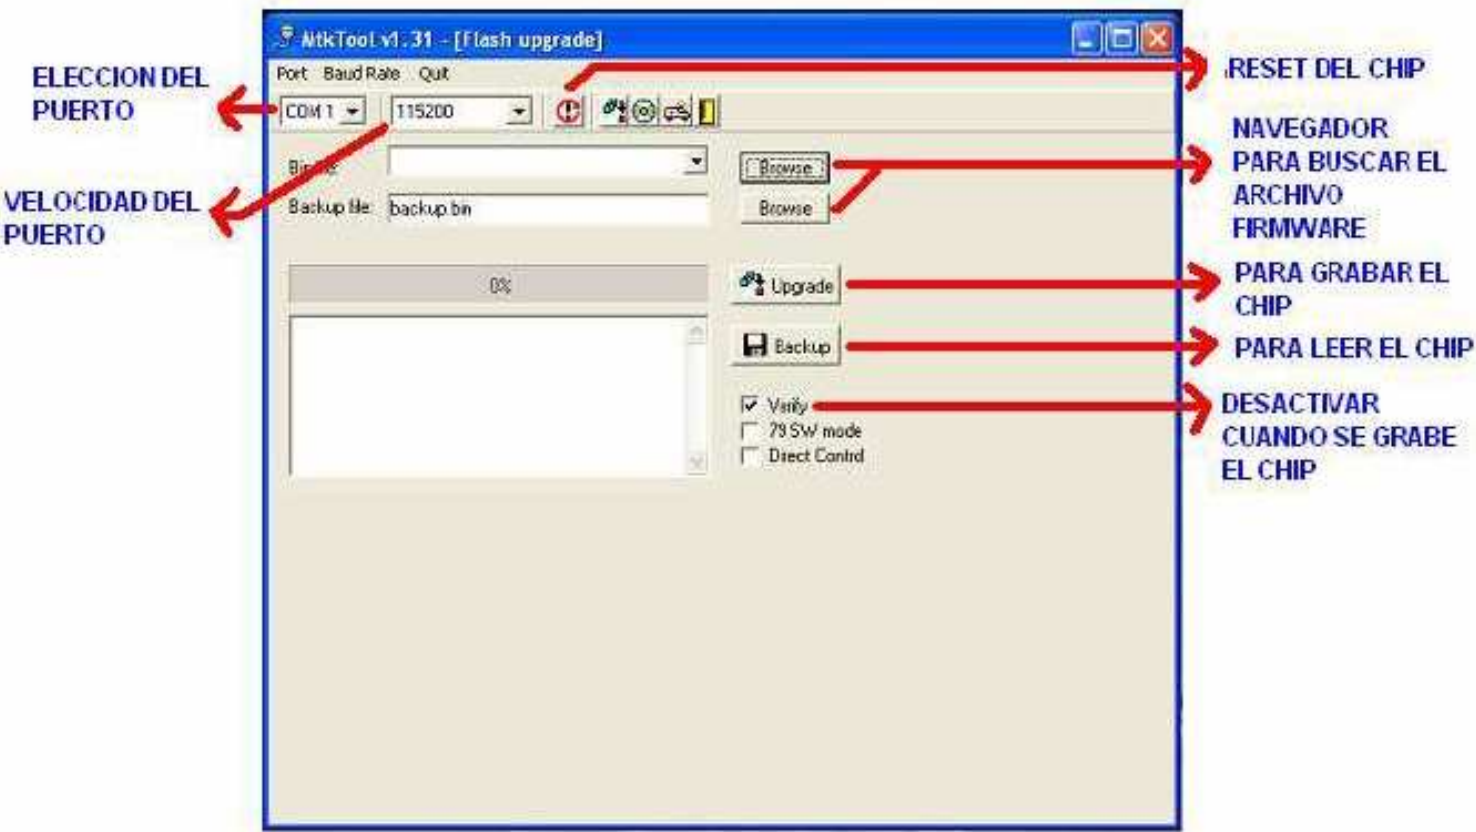 MtkTool v1.31 - [Flash upgrade]
Port Baud Rate Quit
COM 1
115200
Backup file:
backup.bin
Browse
Browse
0%
Upgrade
Backup
Verify
79 SW mode
Direct Control
ELECCION DEL
PUERTO
VELOCIDAD DEL
PUERTO
RESET DEL CHIP
NAVEGADOR
PARA BUSCAR EL
ARCHIVO
FIRMWARE
PARA GRABAR EL
CHIP
PARA LEER EL CHIP
DESACTIVAR
CUANDO SE GRABE
EL CHIP